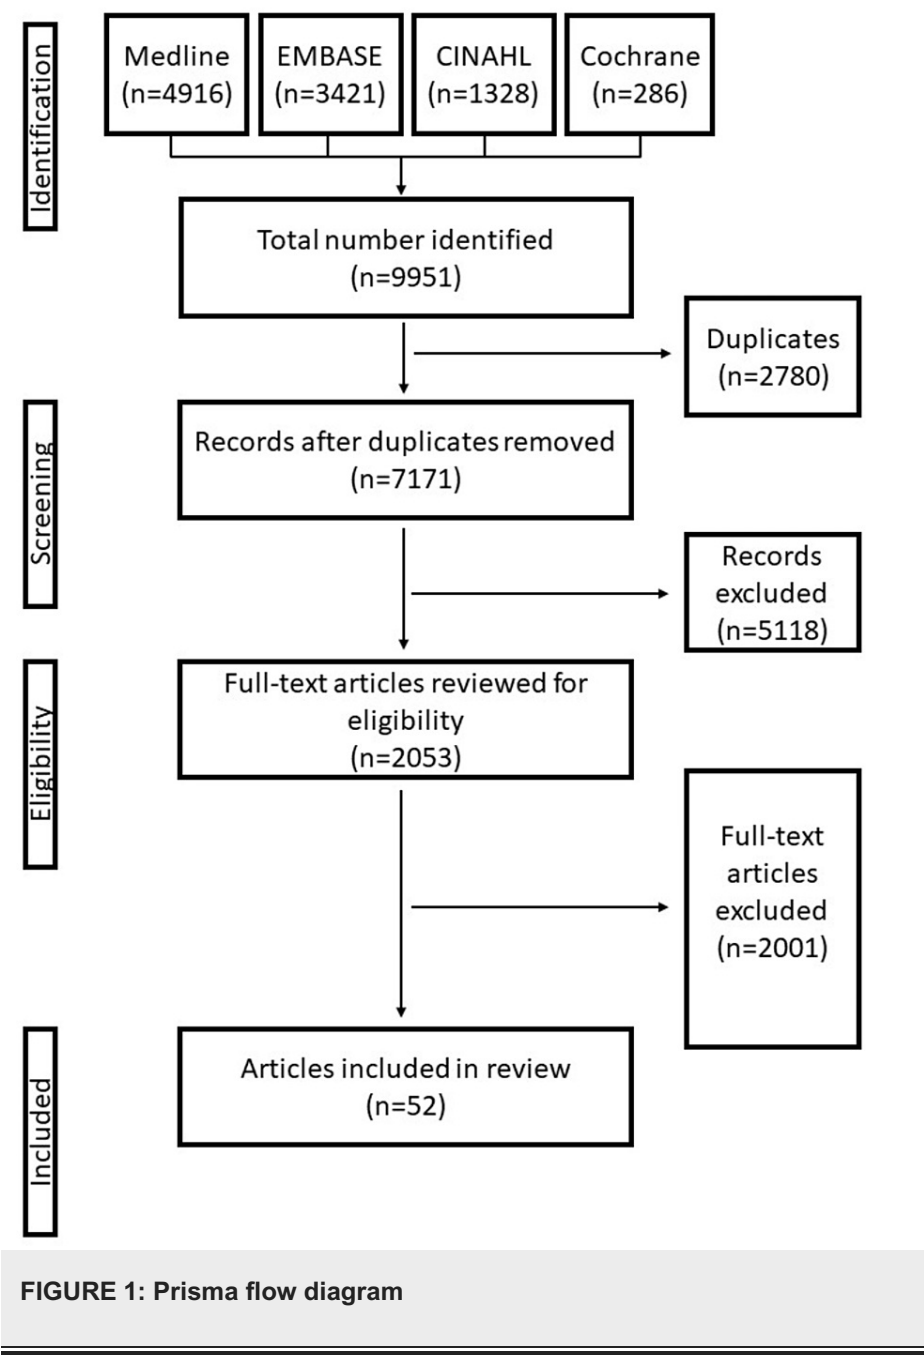 Identification
Medline
(n=4916)
EMBASE
(n=3421)
CINAHL
(n=1328)
Cochrane
(n=286)
Total number identified
(n=9951)
Duplicates
(n=2780)
Screening
Records after duplicates removed
(n=7171)
Records
excluded
(n=5118)
Eligibility
Full-text articles reviewed for
eligibility
(n=2053)
Full-text
articles
excluded
(n=2001)
Included
Articles included in review
(n=52)
FIGURE 1: Prisma flow diagram